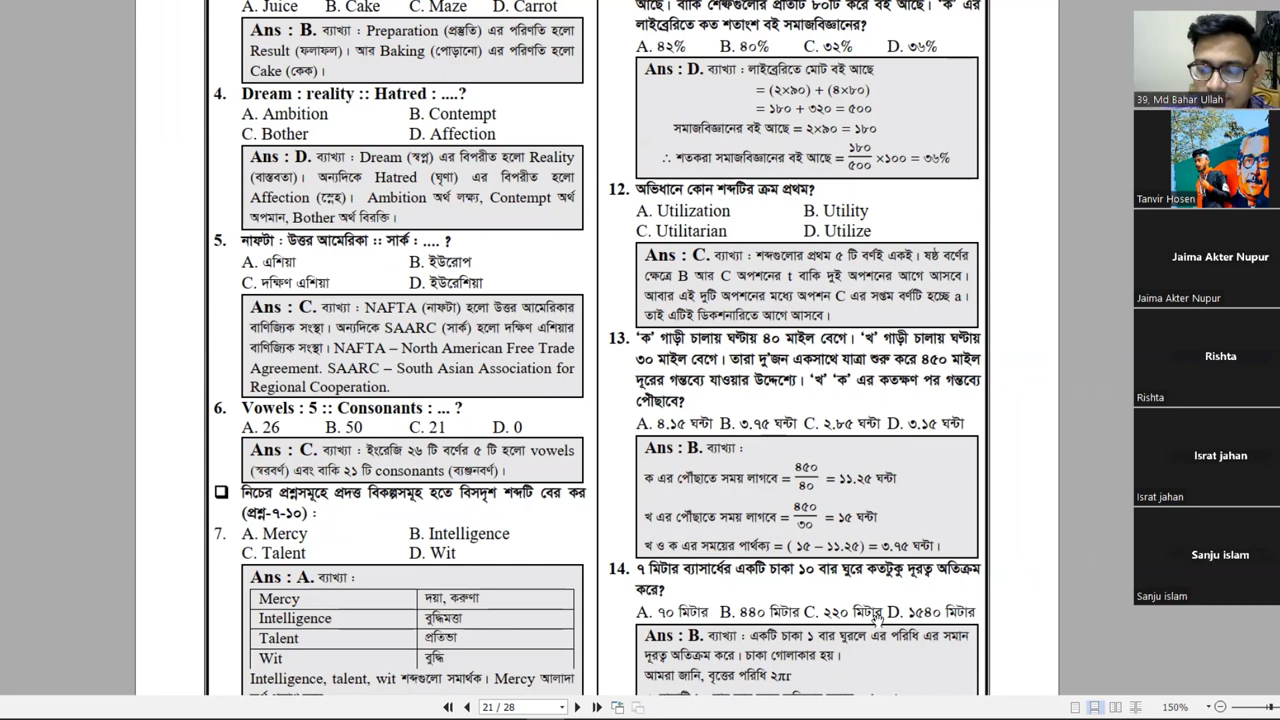 A. Juice B. Cake C. Maze D. Carrot
Ans : B. ব্যাখ্যা : Preparation (প্রস্তুতি) এর পরিণতি হলো
Result (ফলাফল)। আব Baking (পোড়ানো) এর পরিণতি হলো
Cake (কেক)।
4. Dream : reality :: Hatred : ....?
A. Ambition B. Contempt
C. Bother D. Affection
Ans : D. ব্যাখ্যা : Dream (স্বপ্ন) এর বিপরীত হলো Reality
(বাস্তবতা)। অন্যদিকে Hatred (ঘৃণা) এর বিপরীত হলো
Affection (স্নেহ)। Ambition অর্থ লক্ষ্য, Contempt অর্থ
অপমান, Bother অর্থ বিরক্তি।
5. নাফটা : উত্তর আমেরিকা :: সার্ক : .... ?
A. এশিয়া B. ইউরোপ
C. দক্ষিণ এশিয়া D. ইউরেশিয়া
Ans : C. ব্যাখ্যা : NAFTA (নাফটা) হলো উত্তর আমেরিকার
বাণিজ্যিক সংস্থা। অন্যদিকে SAARC (সার্ক) হলো দক্ষিণ এশিয়ার
বাণিজ্যিক সংস্থা। NAFTA – North American Free Trade
Agreement. SAARC – South Asian Association for
Regional Cooperation.
6. Vowels : 5 :: Consonants : ... ?
A. 26 B. 50 C. 21 D. 0
Ans : C. ব্যাখ্যা : ইংরেজি ২৬ টি বর্ণের ৫ টি হলো vowels
(স্বরবর্ণ) এবং বাকি ২১ টি consonants (ব্যঞ্জনবর্ণ)।
নিচের প্রশ্নসমূহে প্রদত্ত বিকল্পসমূহ হতে বিসদৃশ শব্দটি বের কর
(প্রশ্ন-৭-১০) :
7. A. Mercy B. Intelligence
C. Talent D. Wit
Ans : A. ব্যাখ্যা :
Mercy দয়া, করুণা
Intelligence বুদ্ধিমত্তা
Talent প্রতিভা
Wit বুদ্ধি
Intelligence, talent, wit শব্দগুলো সমার্থক। Mercy আলাদা
আছে। বাকি শেল্ফগুলোর প্রতিটি ৮০টি করে বই আছে। ‘ক’ এর
লাইব্রেরিতে কত শতাংশ বই সমাজবিজ্ঞানের?
A. ৪২% B. ৪০% C. ৩২% D. ৩৬%
Ans : D. ব্যাখ্যা : লাইব্রেরিতে মোট বই আছে
= (২×৯০) + (৪×৮০)
= ১৮০ + ৩২০ = ৫০০
সমাজবিজ্ঞানের বই আছে = ২×৯০ = ১৮০
∴ শতকরা সমাজবিজ্ঞানের বই আছে = ১৮০/৫০০ ×১০০ = ৩৬%
12. অভিধানে কোন শব্দটির ক্রম প্রথম?
A. Utilization B. Utility
C. Utilitarian D. Utilize
Ans : C. ব্যাখ্যা : শব্দগুলোর প্রথম ৫ টি বর্ণই একই। ষষ্ঠ বর্ণের
ক্ষেত্রে B আর C অপশনের t বাকি দুই অপশনের আগে আসবে।
আবার এই দুটি অপশনের মধ্যে অপশন C এর সপ্তম বর্ণটি হচ্ছে a।
তাই এটিই ডিকশনারিতে আগে আসবে।
13. ‘ক’ গাড়ী চালায় ঘণ্টায় ৪০ মাইল বেগে। ‘খ’ গাড়ী চালায় ঘণ্টায়
৩০ মাইল বেগে। তারা দু'জন একসাথে যাত্রা শুরু করে ৪৫০ মাইল
দূরের গন্তব্যে যাওয়ার উদ্দেশ্যে। ‘খ’ ‘ক’ এর কতক্ষণ পর গন্তব্যে
পৌঁছাবে?
A. ৪.১৫ ঘন্টা B. ৩.৭৫ ঘন্টা C. ২.৮৫ ঘন্টা D. ৩.১৫ ঘন্টা
Ans : B. ব্যাখ্যা :
ক এর পৌঁছাতে সময় লাগবে = ৪৫০/৪০ = ১১.২৫ ঘন্টা
খ এর পৌঁছাতে সময় লাগবে = ৪৫০/৩০ = ১৫ ঘন্টা
খ ও ক এর সময়ের পার্থক্য = ( ১৫ – ১১.২৫) = ৩.৭৫ ঘন্টা।
14. ৭ মিটার ব্যাসার্ধের একটি চাকা ১০ বার ঘুরে কতটুকু দূরত্ব অতিক্রম
করে?
A. ৭০ মিটার B. ৪৪০ মিটার C. ২২০ মিটার D. ১৫৪০ মিটার
Ans : B. ব্যাখ্যা : একটি চাকা ১ বার ঘুরলে এর পরিধি এর সমান
দূরত্ব অতিক্রম করে। চাকা গোলাকার হয়।
আমরা জানি, বৃত্তের পরিধি ২πr
21 / 28
150%
39, Md Bahar Ullah
Tanvir Hosen
Jaima Akter Nupur
Jaima Akter Nupur
Rishta
Rishta
Israt jahan
Israt jahan
Sanju islam
Sanju islam